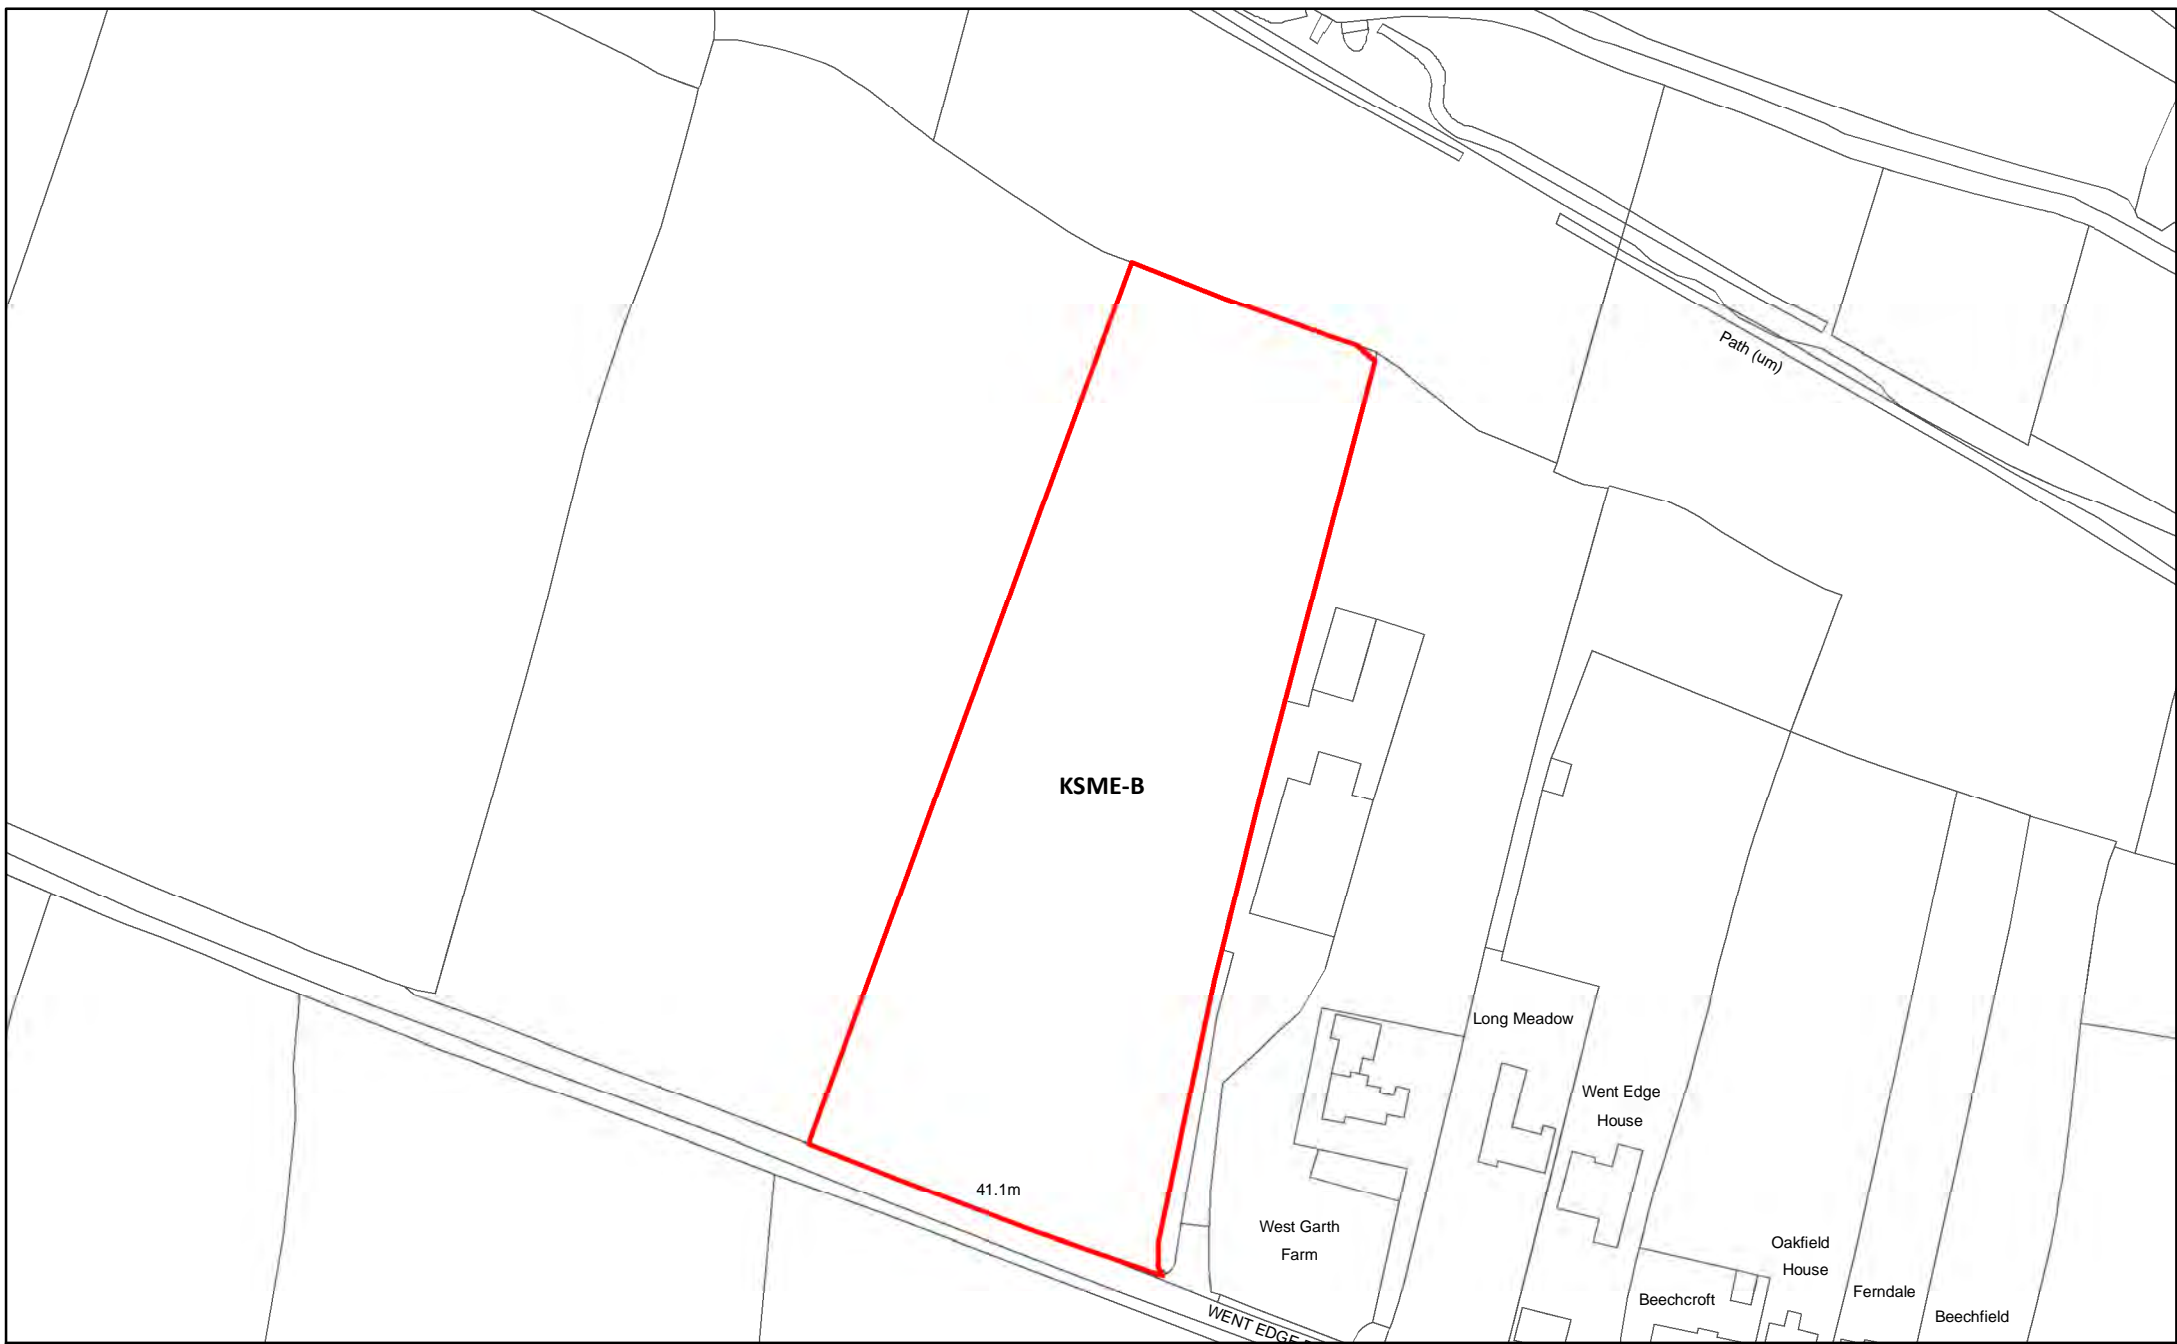 Path (um)
KSME-B
Long Meadow
Went Edge
House
41.1m
West Garth
Farm
Oakfield
House
Ferndale
Beechcroft
Beechfield
WENT EDGE